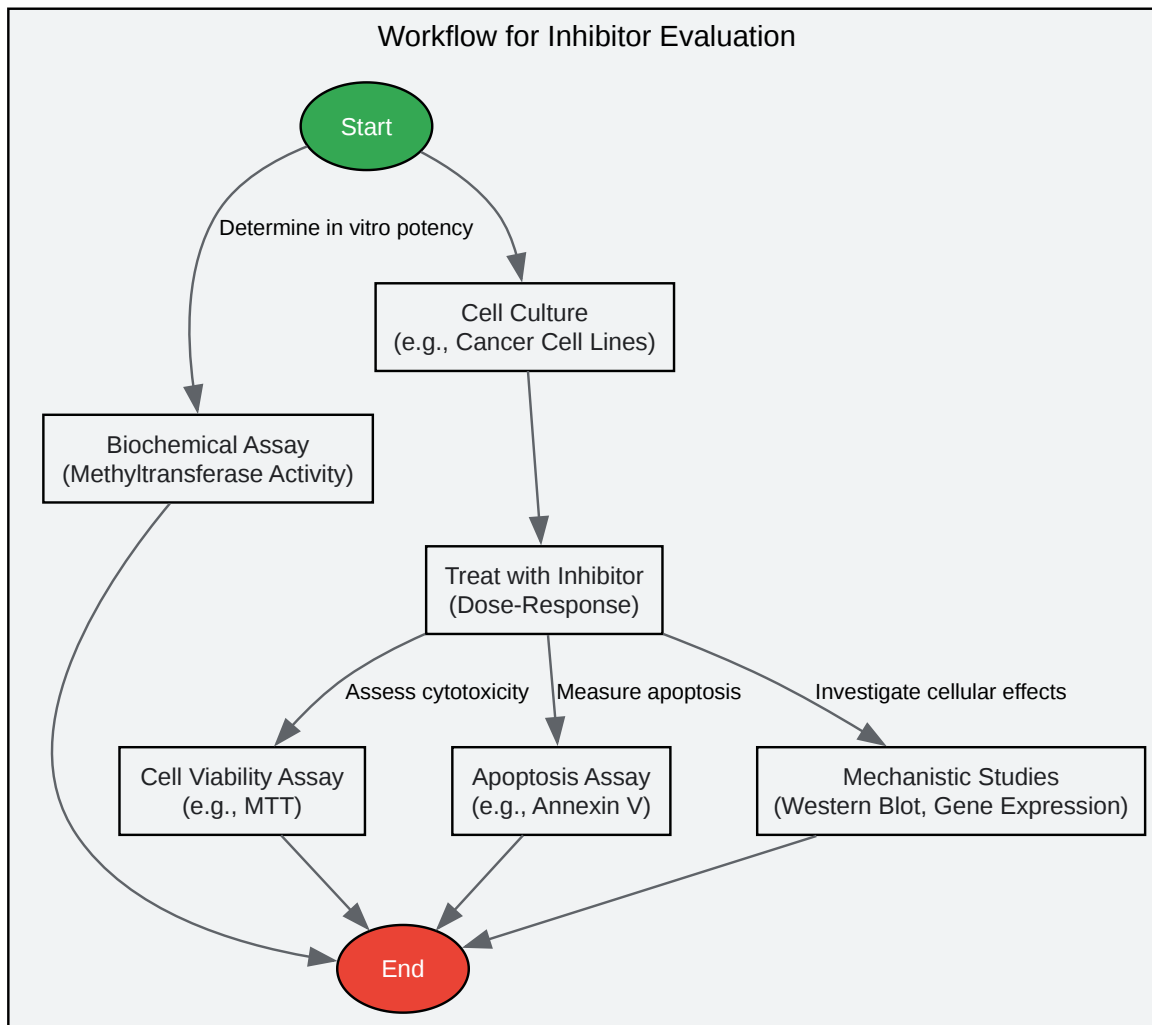 Workflow for Inhibitor Evaluation
Start
Determine in vitro potency
Cell Culture
(e.g., Cancer Cell Lines)
Biochemical Assay
(Methyltransferase Activity)
Treat with Inhibitor
(Dose-Response)
Assess cytotoxicity
Measure apoptosis
Investigate cellular effects
Cell Viability Assay
(e.g., MTT)
Apoptosis Assay
(e.g., Annexin V)
Mechanistic Studies
(Western Blot, Gene Expression)
End